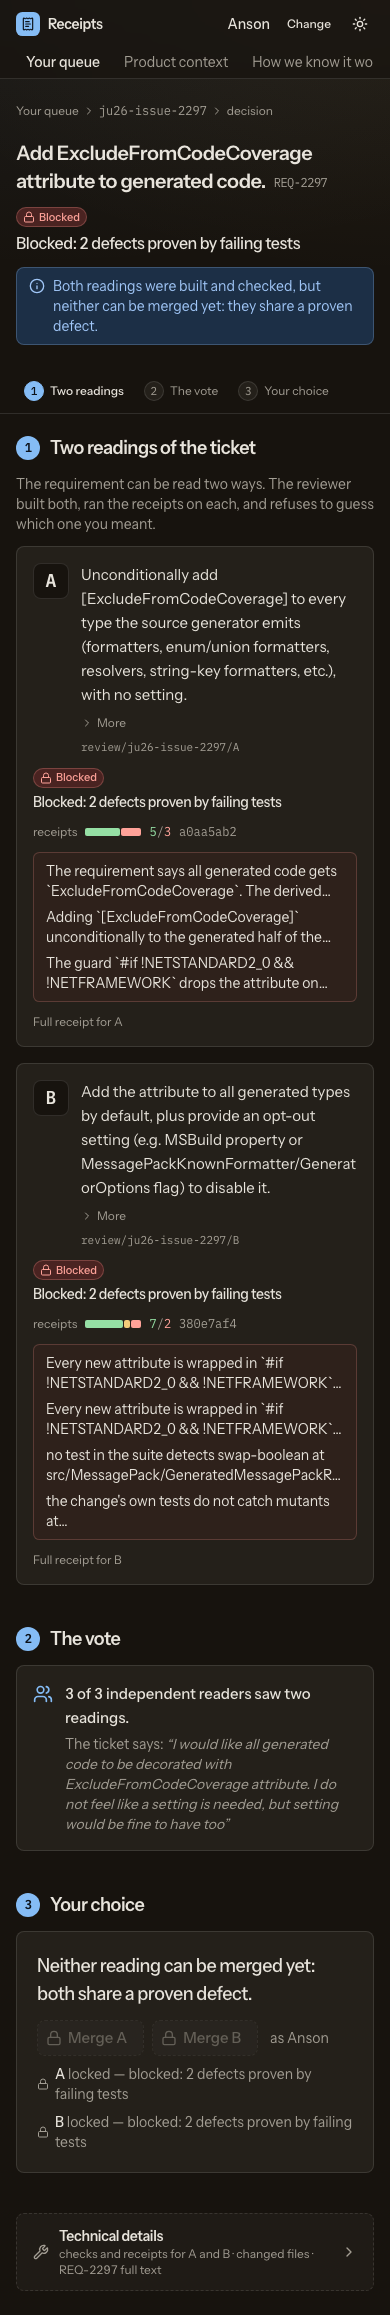 Receipts
Anson Change
Your queue Product context How we know it wo
Your queue > ju26-issue-2297 > decision
Add ExcludeFromCodeCoverage
attribute to generated code. REQ-2297
Blocked
Blocked: 2 defects proven by failing tests
Both readings were built and checked, but
neither can be merged yet: they share a proven
defect.
1 Two readings 2 The vote 3 Your choice
1 Two readings of the ticket
The requirement can be read two ways. The reviewer
built both, ran the receipts on each, and refuses to guess
which one you meant.
A
Unconditionally add
[ExcludeFromCodeCoverage] to every
type the source generator emits
(formatters, enum/union formatters,
resolvers, string-key formatters, etc.),
with no setting.
> More
review/ju26-issue-2297/A
Blocked
Blocked: 2 defects proven by failing tests
receipts 5/3 a0aa5ab2
The requirement says all generated code gets
`ExcludeFromCodeCoverage`. The derived...
Adding `[ExcludeFromCodeCoverage]`
unconditionally to the generated half of the...
The guard `#if !NETSTANDARD2_0 &&
!NETFRAMEWORK` drops the attribute on...
Full receipt for A
B
Add the attribute to all generated types
by default, plus provide an opt-out
setting (e.g. MSBuild property or
MessagePackKnownFormatter/Generat
orOptions flag) to disable it.
> More
review/ju26-issue-2297/B
Blocked
Blocked: 2 defects proven by failing tests
receipts 7/2 380e7af4
Every new attribute is wrapped in `#if
!NETSTANDARD2_0 && !NETFRAMEWORK`...
Every new attribute is wrapped in `#if
!NETSTANDARD2_0 && !NETFRAMEWORK`...
no test in the suite detects swap-boolean at
src/MessagePack/GeneratedMessagePackR...
the change's own tests do not catch mutants
at...
Full receipt for B
2 The vote
3 of 3 independent readers saw two
readings.
The ticket says: “I would like all generated
code to be decorated with
ExcludeFromCodeCoverage attribute. I do
not feel like a setting is needed, but setting
would be fine to have too”
3 Your choice
Neither reading can be merged yet:
both share a proven defect.
Merge A Merge B as Anson
A locked — blocked: 2 defects proven by
failing tests
B locked — blocked: 2 defects proven by failing
tests
Technical details
checks and receipts for A and B · changed files ·
REQ-2297 full text